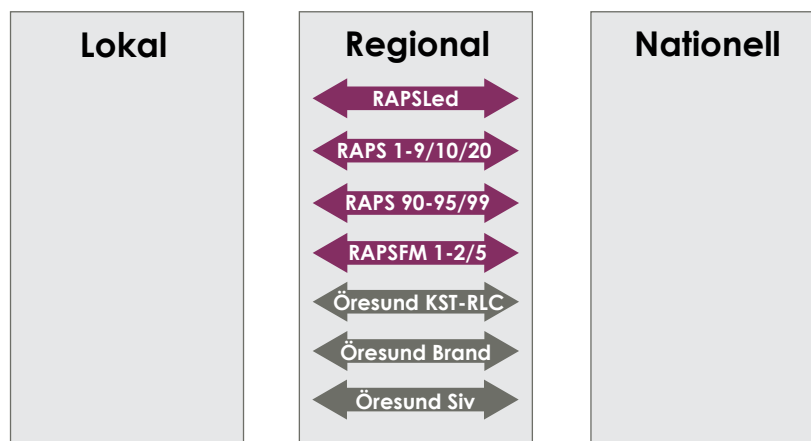 Lokal
Regional
Nationell
RAPSLed
RAPS 1-9/10/20
RAPS 90-95/99
RAPSFM 1-2/5
Öresund KST-RLC
Öresund Brand
Öresund Siv